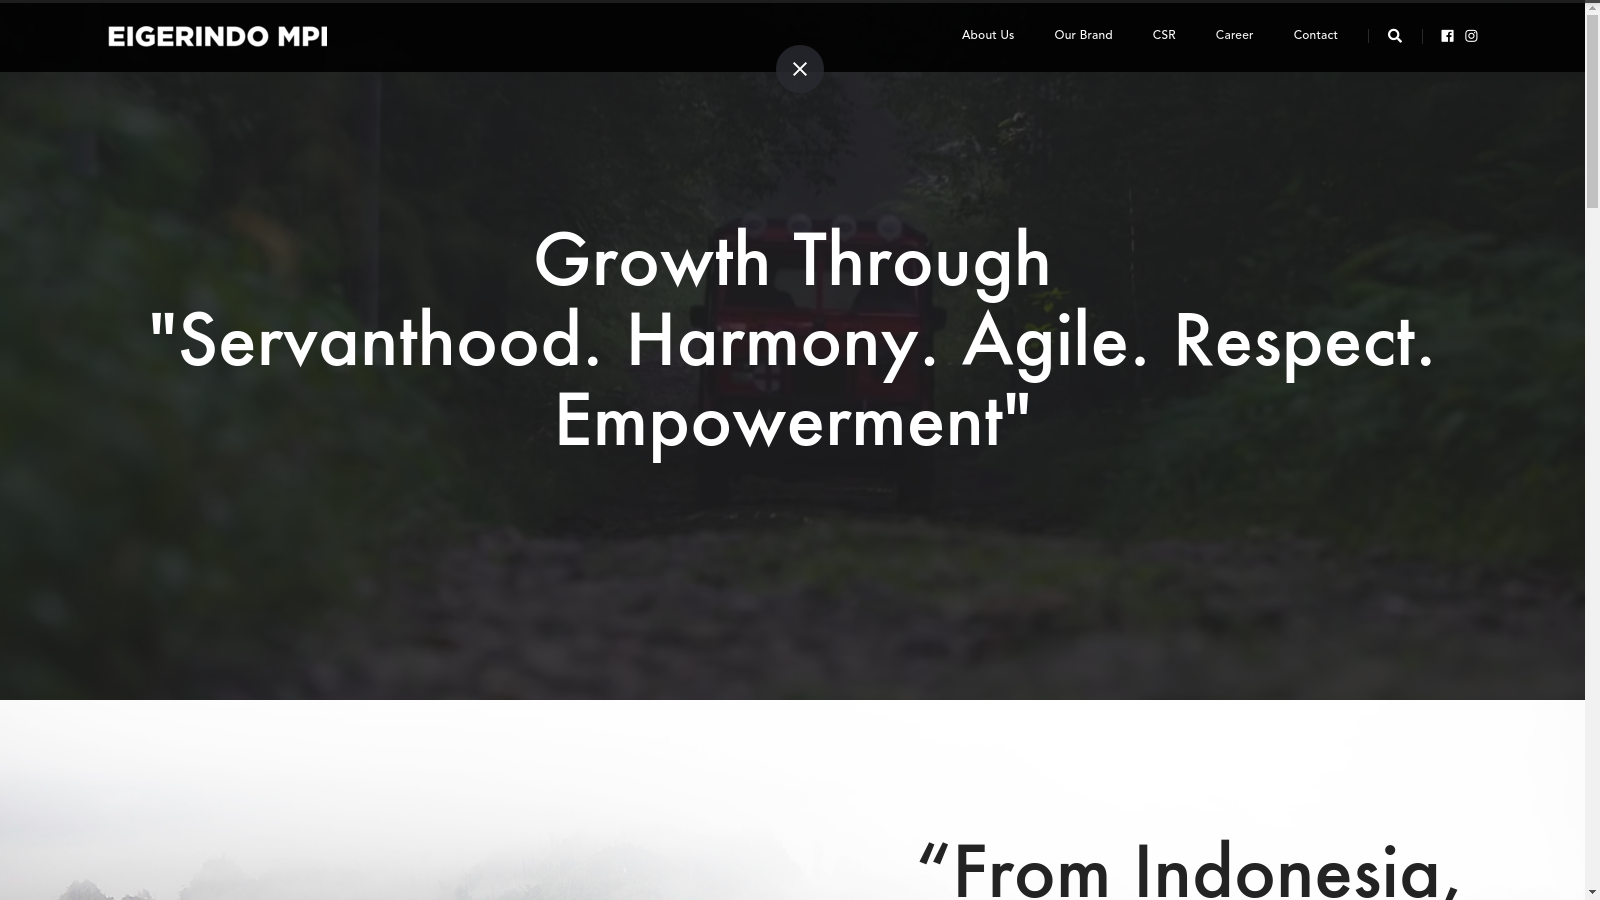 EIGERINDO MPI
About Us
Our Brand
CSR
Career
Contact
Growth Through
"Servanthood. Harmony. Agile. Respect.
Empowerment"
“From Indonesia,